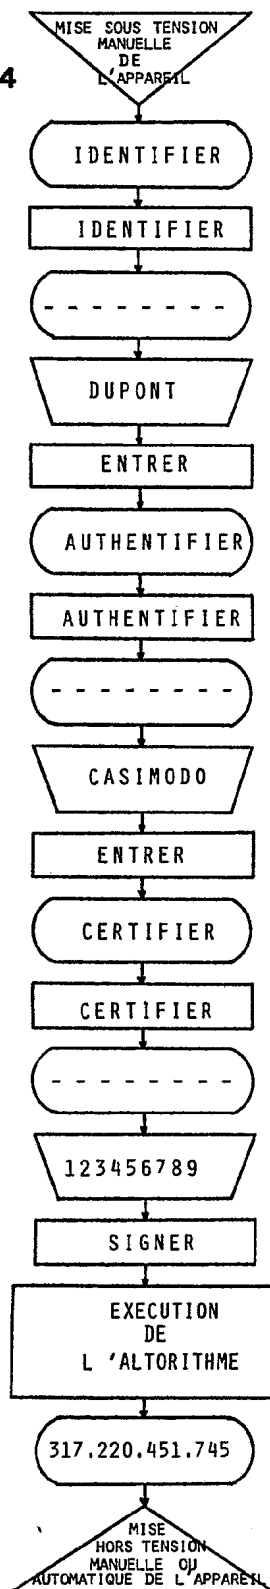 MISE SOUS TENSION
MANUELLE
DE
L'APPAREIL
4
IDENTIFIER
IDENTIFIER
- - - - - - - -
DUPONT
ENTRER
AUTHENTIFIER
AUTHENTIFIER
- - - - - - - -
CASIMODO
ENTRER
CERTIFIER
CERTIFIER
- - - - - - - -
123456789
SIGNER
EXECUTION
DE
L 'ALTORITHME
317.220.451.745
MISE
HORS TENSION
MANUELLE OU
AUTOMATIQUE DE L'APPAREIL